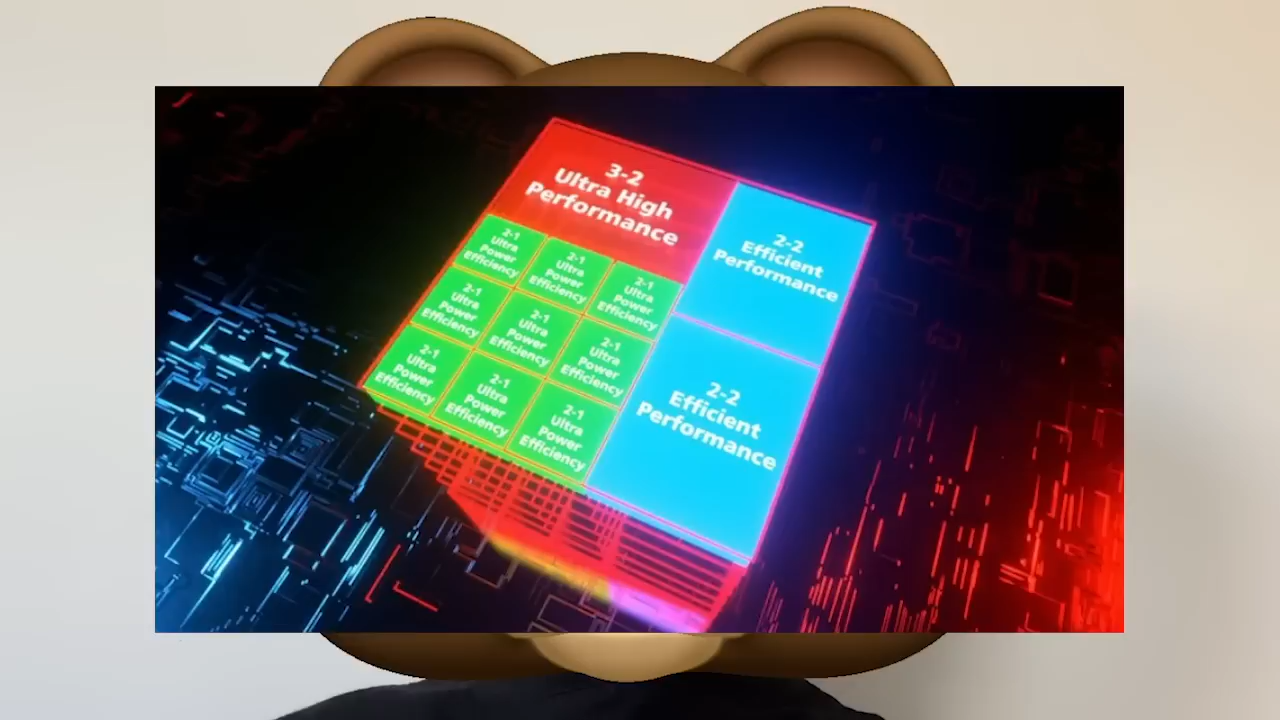 3-2
Ultra High
Performance
2-2
Efficient
Performance
2-1
Ultra
Power
Efficiency
2-1
Ultra
Power
Efficiency
2-1
Ultra
Power
Efficiency
2-1
Ultra
Power
Efficiency
2-1
Ultra
Power
Efficiency
2-1
Ultra
Power
Efficiency
2-1
Ultra
Power
Efficiency
2-1
Ultra
Power
Efficiency
2-1
Ultra
Power
Efficiency
2-2
Efficient
Performance